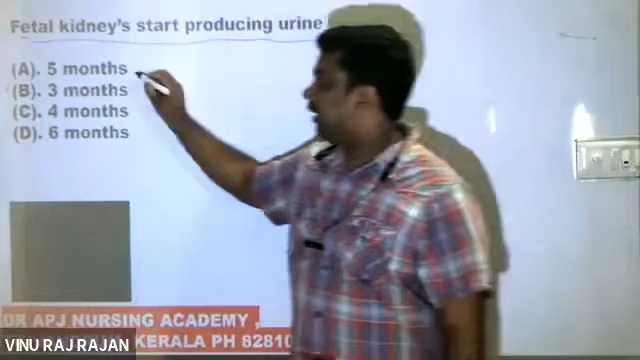 Fetal kidney's start producing urine
(A). 5 months
(B). 3 months
(C). 4 months
(D). 6 months
DR APJ NURSING ACADEMY ,
KERALA PH 82810
VINU RAJ RAJAN